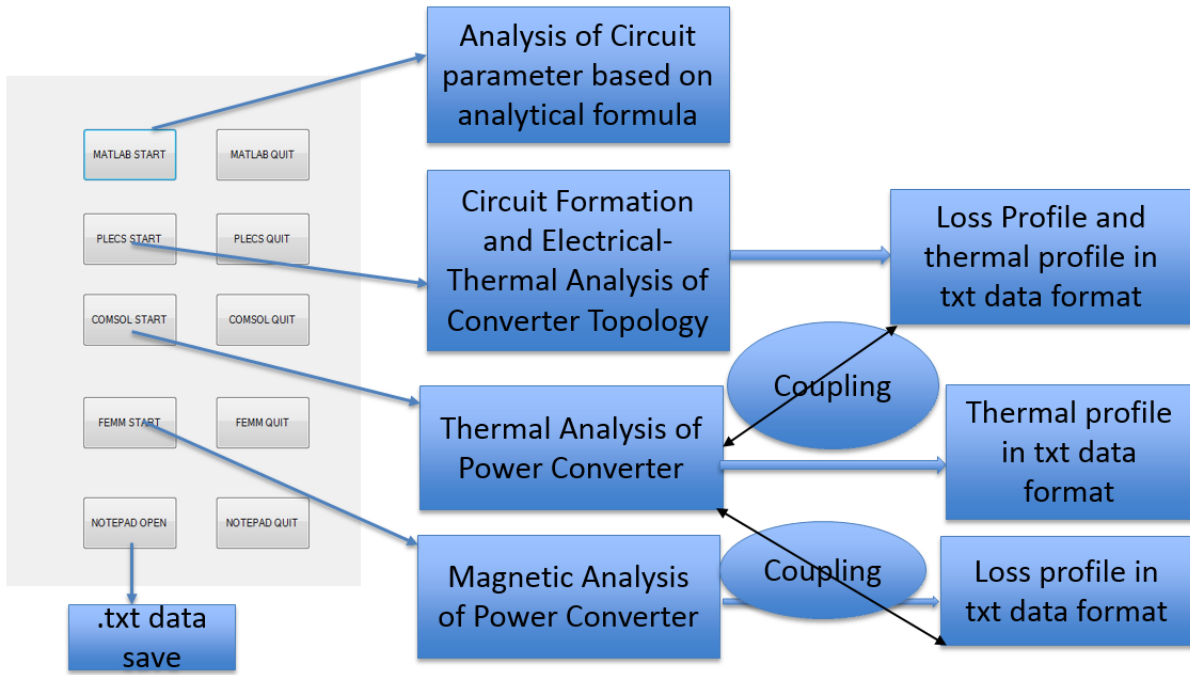 Analysis of Circuit
parameter based on
analytical formula
MATLAB START
MATLAB QUIT
Circuit Formation
and Electrical-
Thermal Analysis of
Converter Topology
Loss Profile and
thermal profile in
txt data format
PLECS START
PLECS QUIT
COMSOL START
COMSOL QUIT
Coupling
Thermal Analysis of
Power Converter
Thermal profile
in txt data
format
FEMM START
FEMM QUIT
NOTEPAD OPEN
NOTEPAD QUIT
Magnetic Analysis
of Power Converter
Coupling
Loss profile in
txt data format
.txt data
save